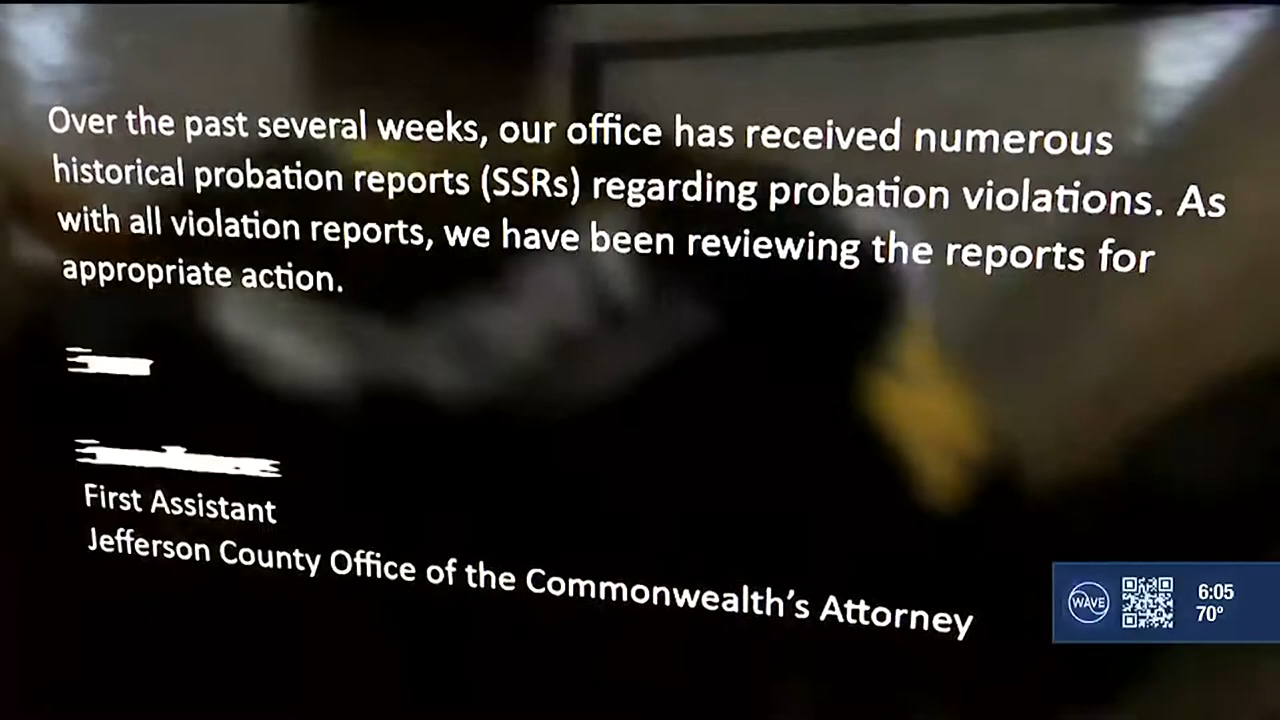 Over the past several weeks, our office has received numerous
historical probation reports (SSRs) regarding probation violations. As
with all violation reports, we have been reviewing the reports for
appropriate action.
First Assistant
Jefferson County Office of the Commonwealth's Attorney
WAVE
6:05
70°